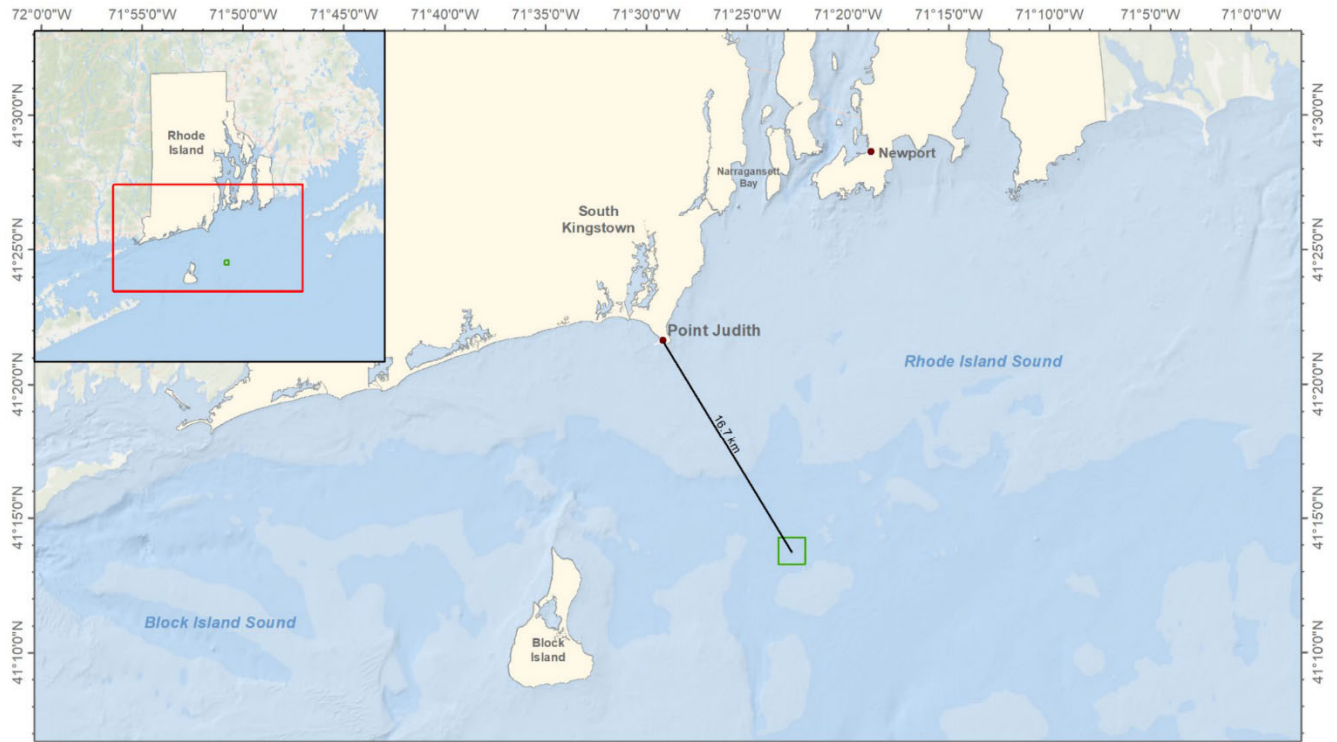 72°0'0"W
71°55'0"W
71°50'0"W
71°45'0"W
71°40'0"W
71°35'0"W
71°30'0"W
71°25'0"W
71°20'0"W
71°15'0"W
71°10'0"W
71°5'0"W
71°0'0"W
41°30'0"N
41°25'0"N
41°20'0"N
41°15'0"N
41°10'0"N
Rhode
Island
Newport
Narragansett
Bay
South
Kingstown
Point Judith
Rhode Island Sound
16.7 km
Block Island Sound
Block
Island
41°30'0"N
41°25'0"N
41°20'0"N
41°15'0"N
41°10'0"N